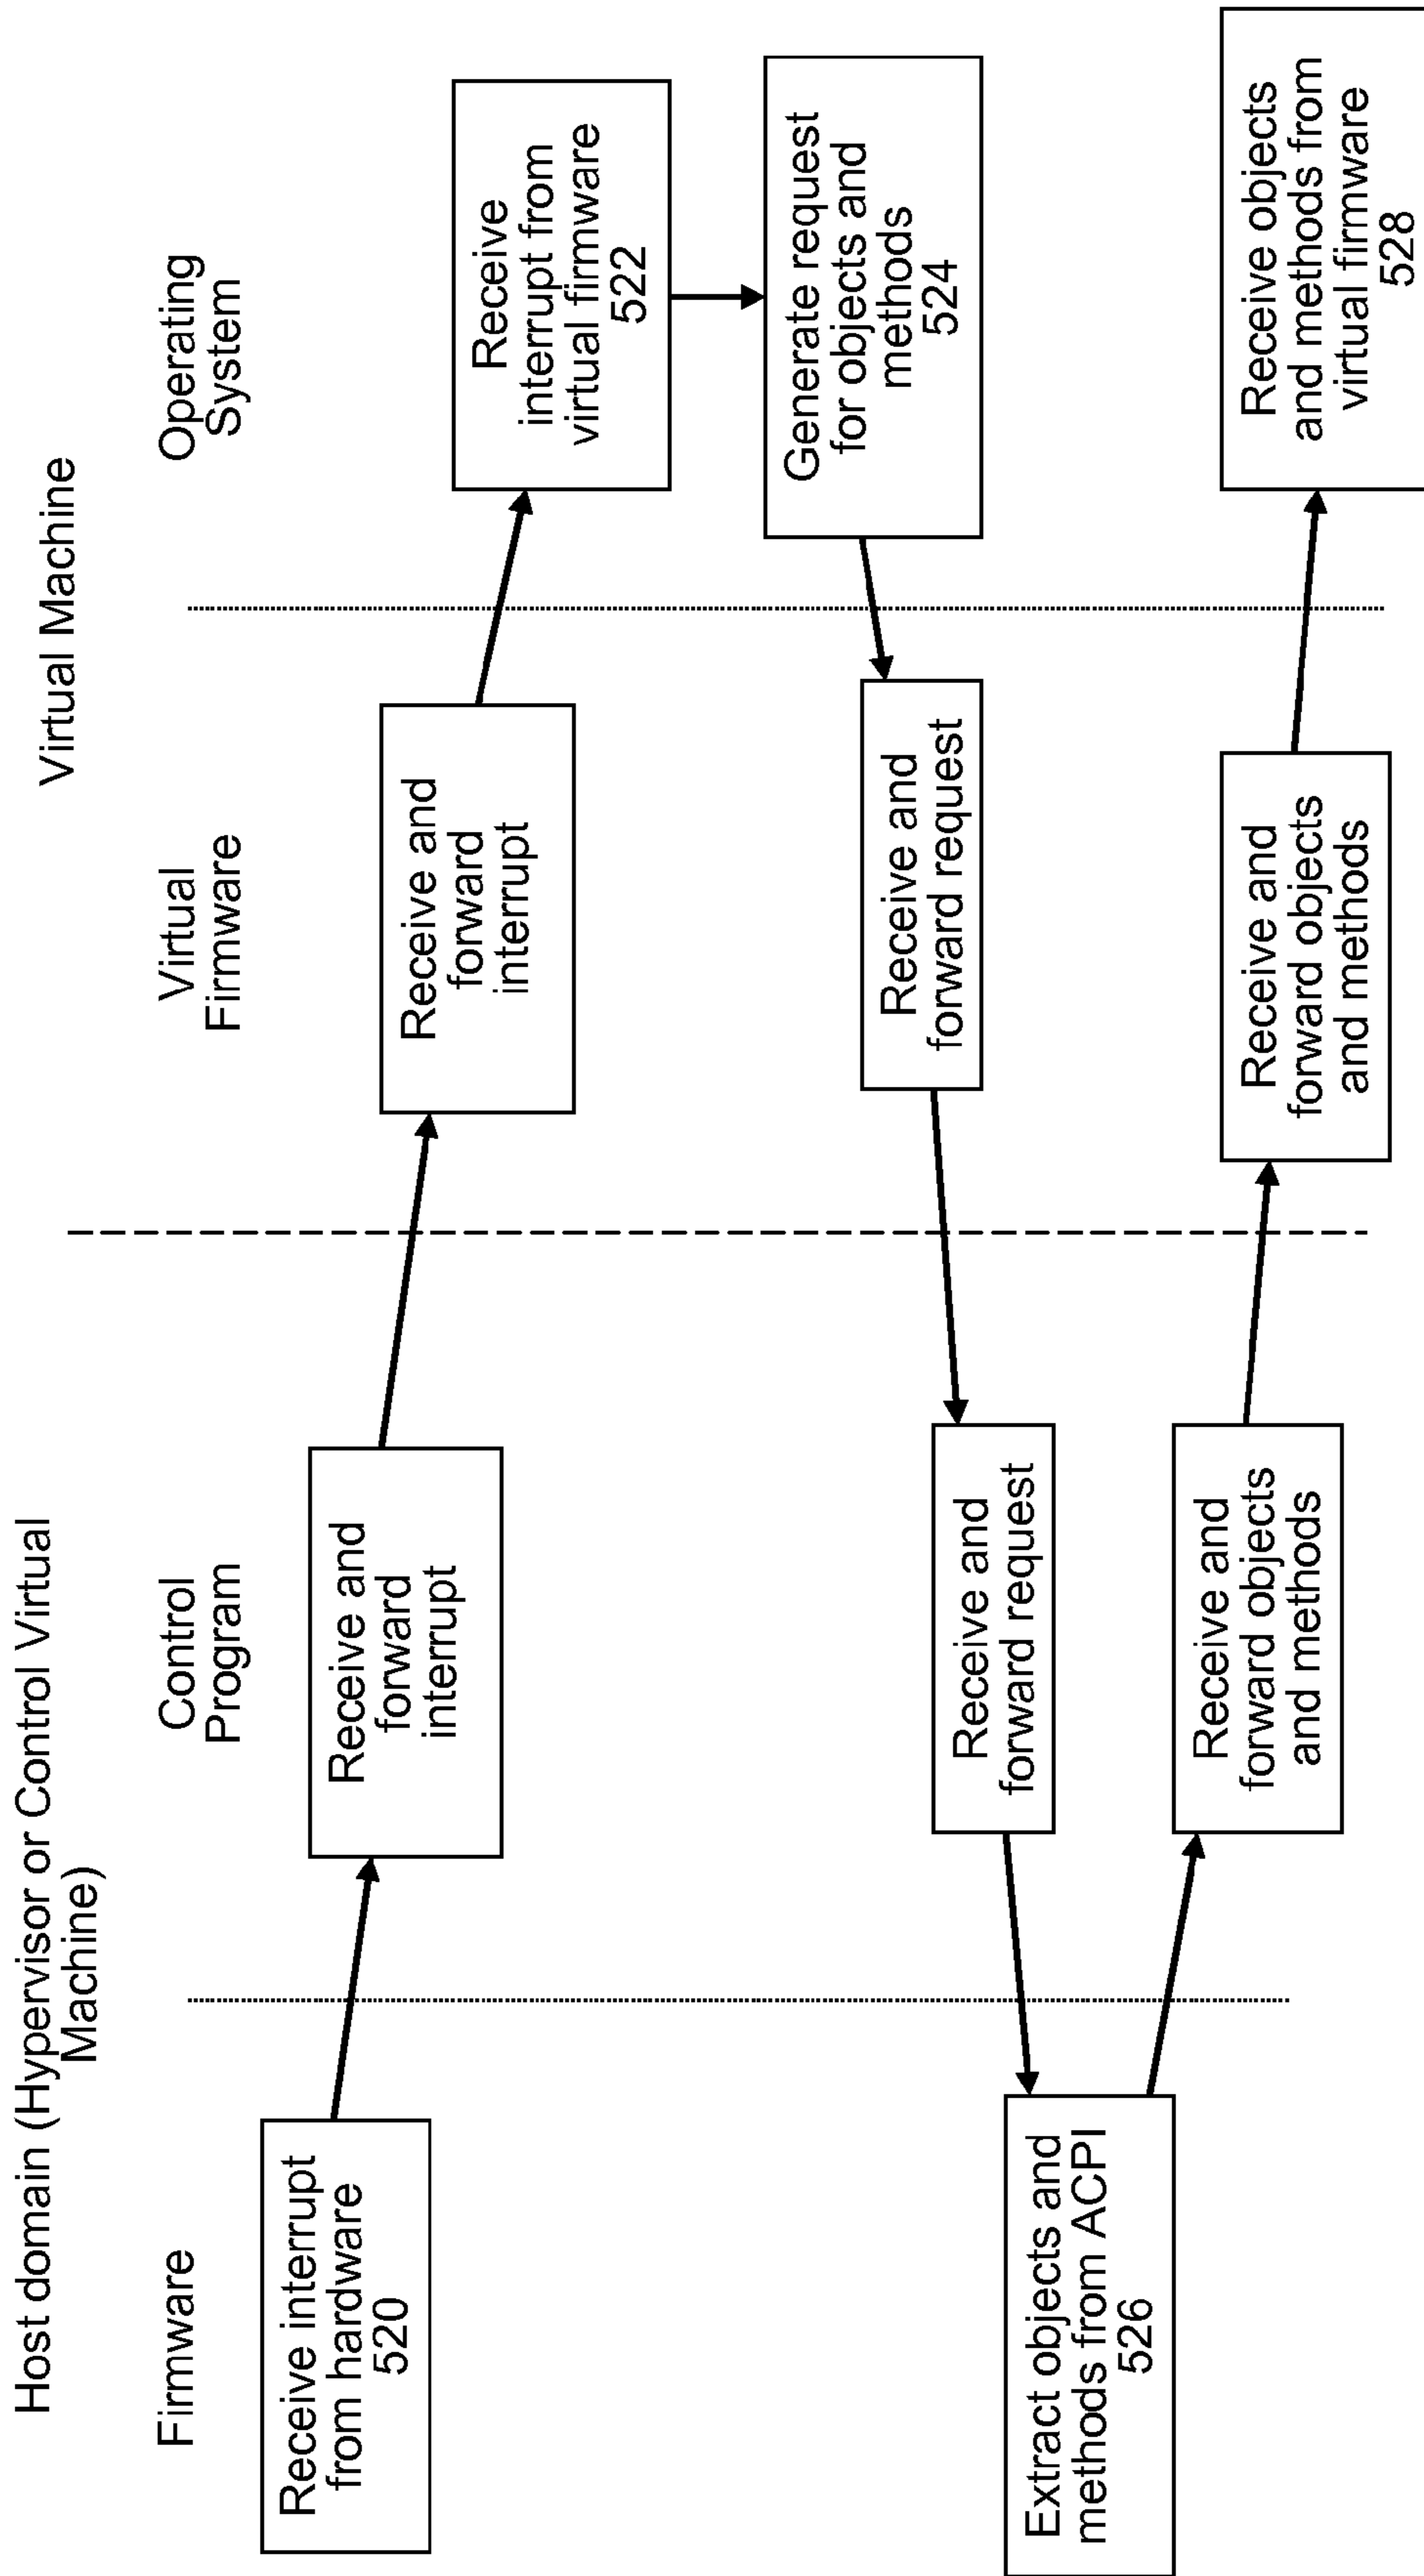 Host domain (Hypervisor or Control Virtual
Machine)
Virtual Machine
Firmware
Control
Program
Virtual
Firmware
Operating
System
Receive interrupt
from hardware
520
Receive and
forward
interrupt
Receive and
forward
interrupt
Receive
interrupt from
virtual firmware
522
Generate request
for objects and
methods
524
Receive and
forward request
Receive and
forward request
Extract objects and
methods from ACPI
526
Receive and
forward objects
and methods
Receive and
forward objects
and methods
Receive objects
and methods from
virtual firmware
528